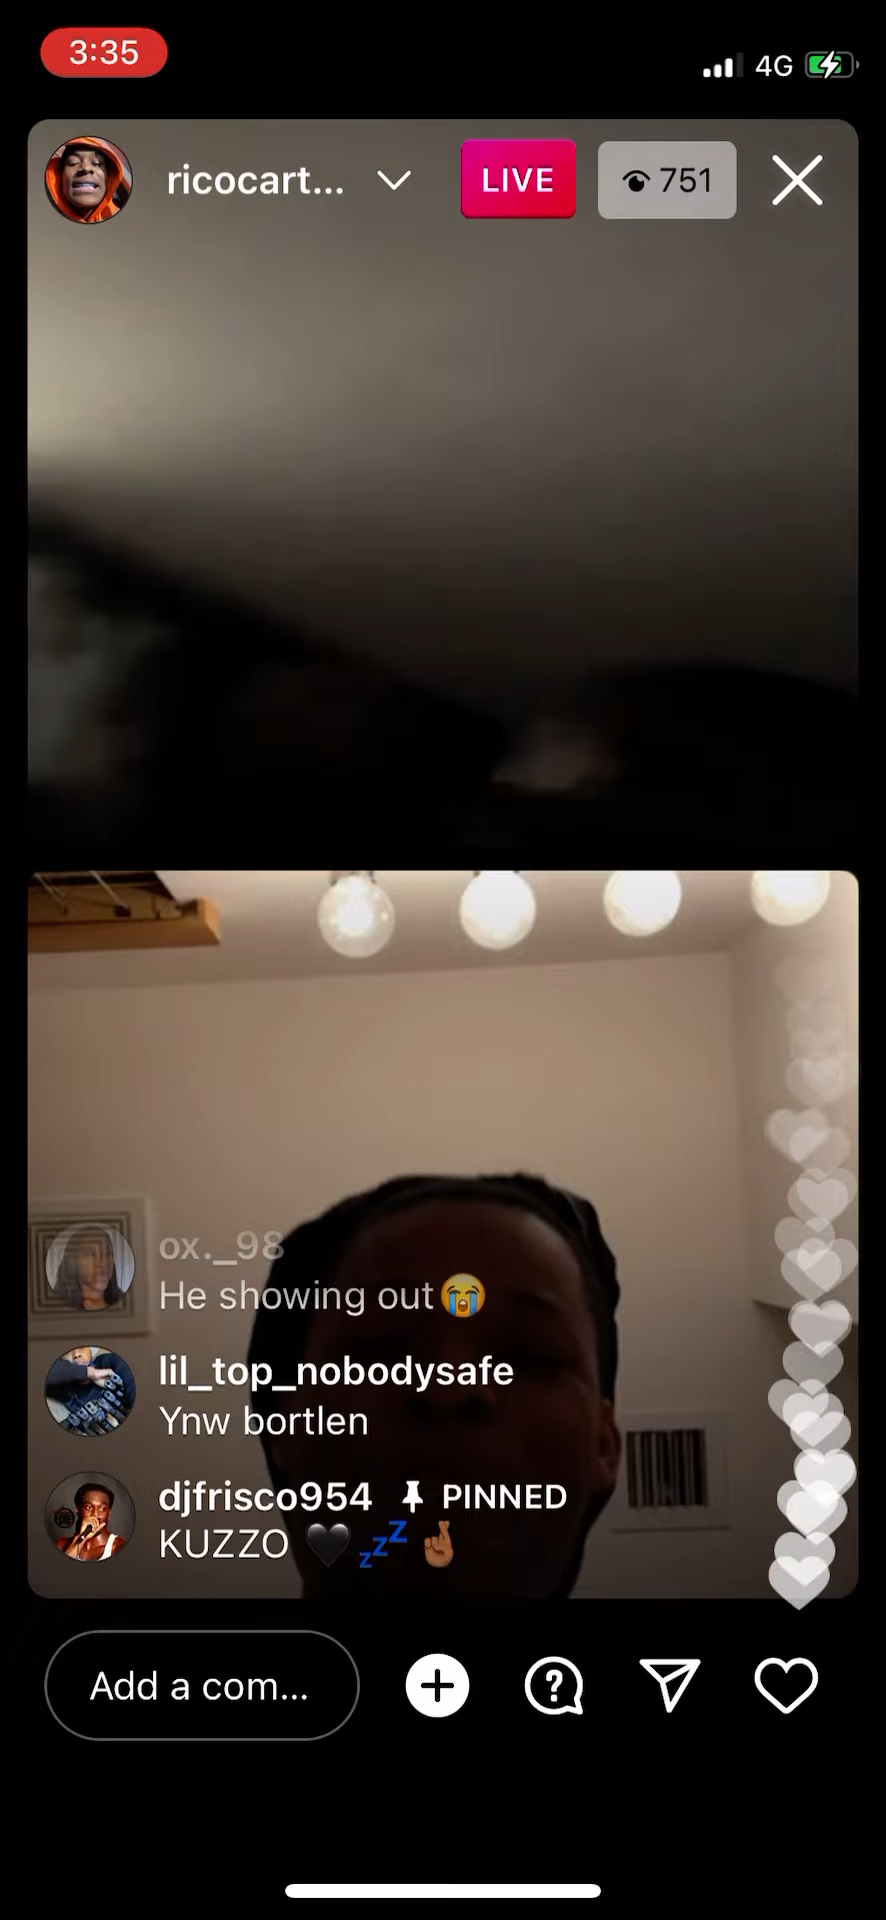 3:35
4G
ricocart...
LIVE
751
ox._98
He showing out😭
lil_top_nobodysafe
Ynw bortlen
djfrisco954 PINNED
KUZZO 🖤 💤 🤞🏽
Add a com...